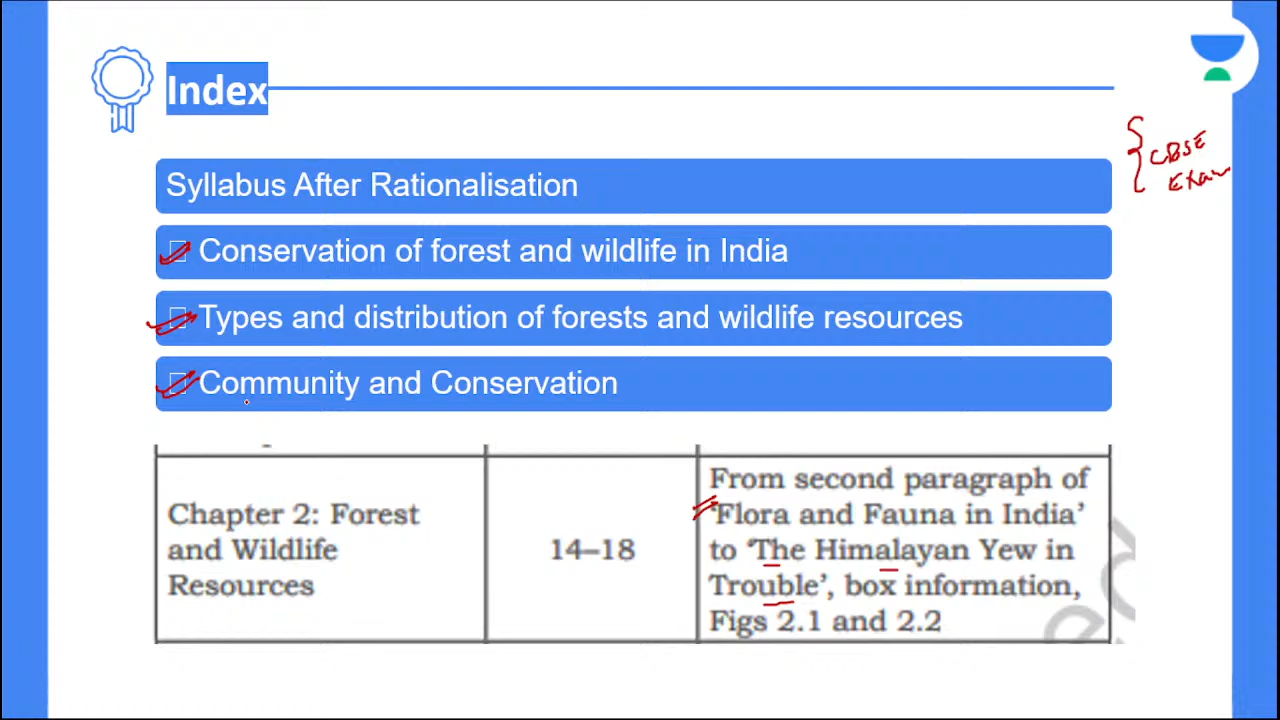 Index
CBSE
Exam
Syllabus After Rationalisation
Conservation of forest and wildlife in India
Types and distribution of forests and wildlife resources
Community and Conservation
Chapter 2: Forest
and Wildlife
Resources
14–18
From second paragraph of
'Flora and Fauna in India'
to 'The Himalayan Yew in
Trouble', box information,
Figs 2.1 and 2.2